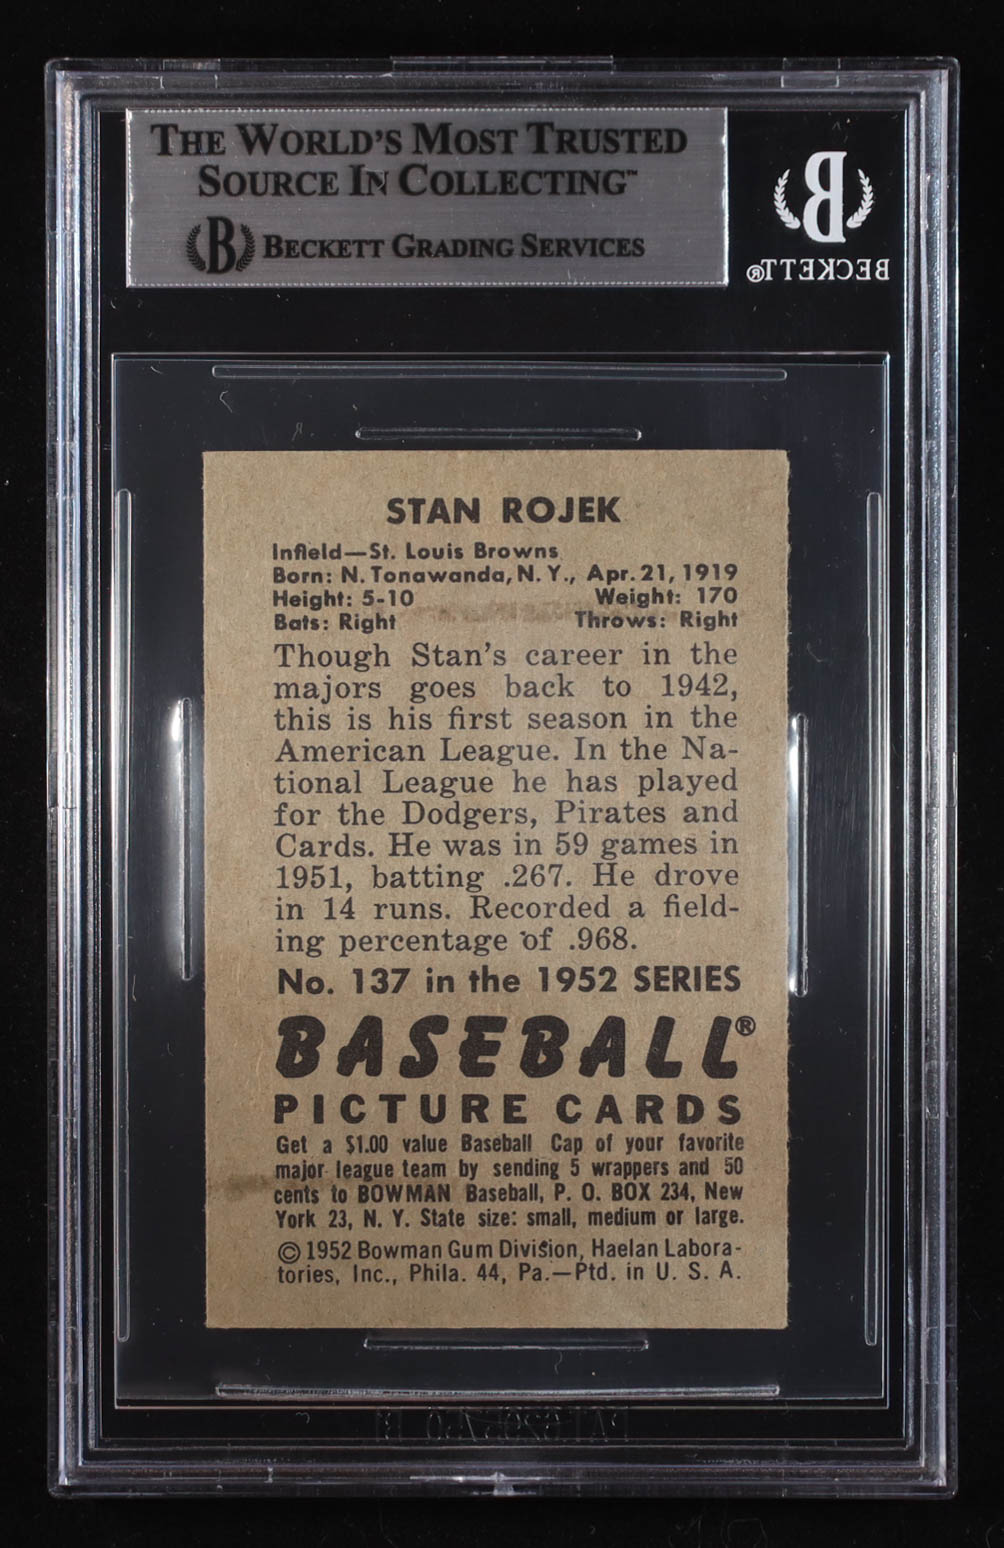 THE WORLD'S MOST TRUSTED
SOURCE IN COLLECTING™
B BECKETT GRADING SERVICES
B
BECKETT®
STAN ROJEK
Infield—St. Louis Browns
Born: N. Tonawanda, N. Y., Apr. 21, 1919
Height: 5-10 Weight: 170
Bats: Right Throws: Right
Though Stan's career in the
majors goes back to 1942,
this is his first season in the
American League. In the Na-
tional League he has played
for the Dodgers, Pirates and
Cards. He was in 59 games in
1951, batting .267. He drove
in 14 runs. Recorded a field-
ing percentage of .968.
No. 137 in the 1952 SERIES
BASEBALL®
PICTURE CARDS
Get a $1.00 value Baseball Cap of your favorite
major league team by sending 5 wrappers and 50
cents to BOWMAN Baseball, P. O. BOX 234, New
York 23, N. Y. State size: small, medium or large.
©1952 Bowman Gum Division, Haelan Labora-
tories, Inc., Phila. 44, Pa.—Ptd. in U. S. A.